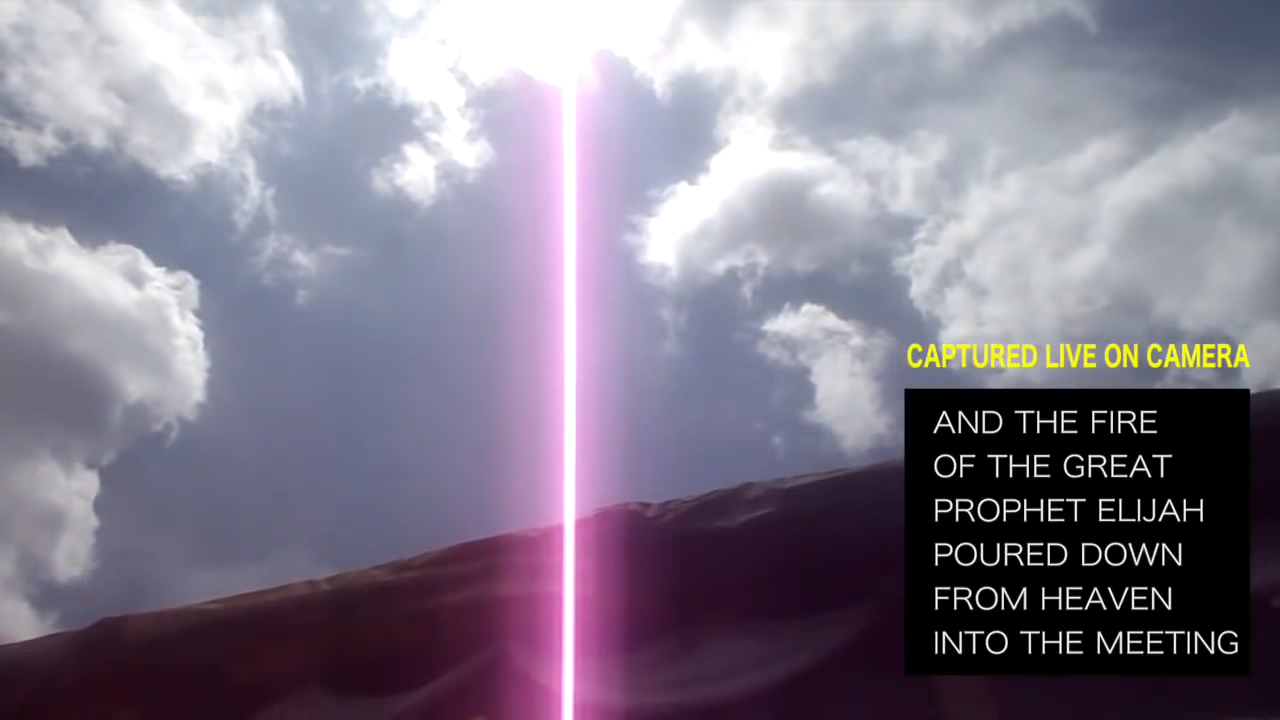 CAPTURED LIVE ON CAMERA
AND THE FIRE
OF THE GREAT
PROPHET ELIJAH
POURED DOWN
FROM HEAVEN
INTO THE MEETING